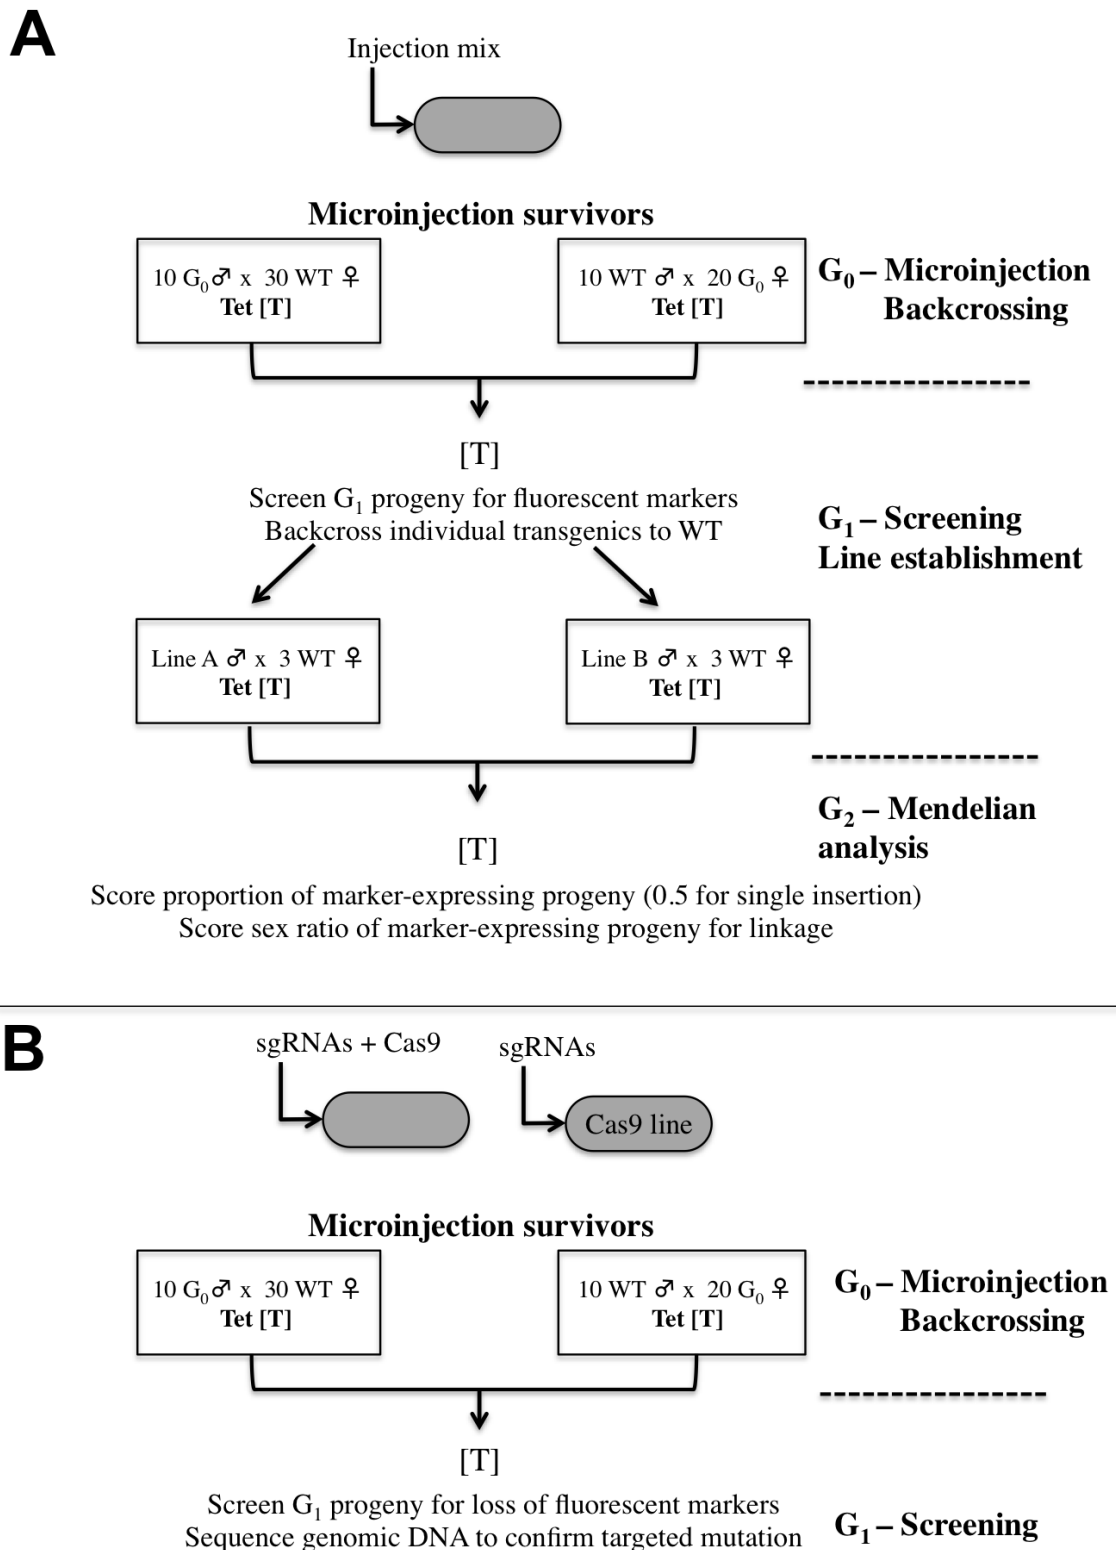 A
Injection mix
Microinjection survivors
10 G₀♂ x 30 WT ♀
Tet [T]
10 WT ♂ x 20 G₀ ♀
Tet [T]
G₀ – Microinjection
Backcrossing
[T]
Screen G₁ progeny for fluorescent markers
Backcross individual transgenics to WT
G₁ – Screening
Line establishment
Line A ♂ x 3 WT ♀
Tet [T]
Line B ♂ x 3 WT ♀
Tet [T]
G₂ – Mendelian
analysis
[T]
Score proportion of marker-expressing progeny (0.5 for single insertion)
Score sex ratio of marker-expressing progeny for linkage
B
sgRNAs + Cas9
sgRNAs
Cas9 line
Microinjection survivors
10 G₀♂ x 30 WT ♀
Tet [T]
10 WT ♂ x 20 G₀ ♀
Tet [T]
G₀ – Microinjection
Backcrossing
[T]
Screen G₁ progeny for loss of fluorescent markers
Sequence genomic DNA to confirm targeted mutation
G₁ – Screening